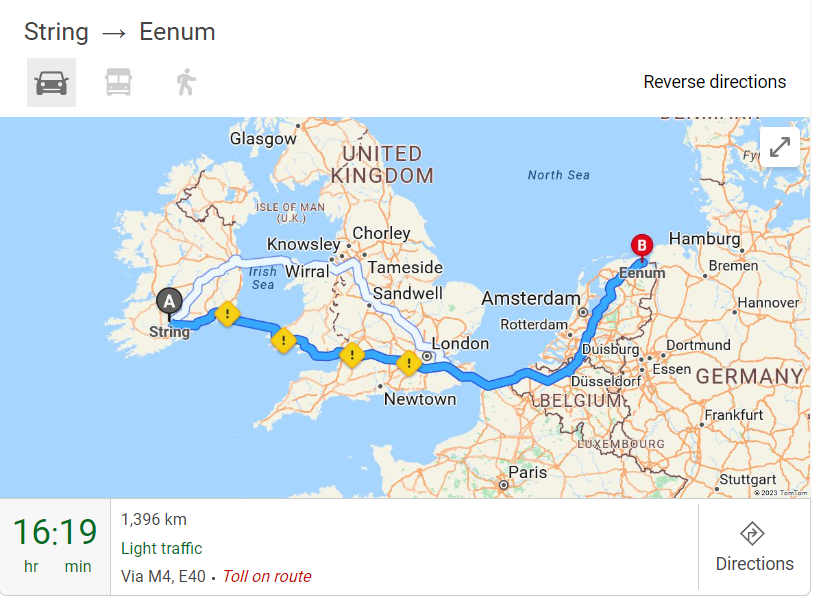 String → Eenum
Reverse directions
DENMARK
Glasgow
UNITED
KINGDOM
North Sea
ISLE OF MAN
(U.K.)
Chorley
Knowsley
Hamburg
A
B
Irish
Sea
Wirral
Tameside
Eenum
Bremen
Sandwell
Amsterdam
Hannover
String
Rotterdam
London
Duisburg
Dortmund
Essen
Düsseldorf
GERMANY
Newtown
BELGIUM
Frankfurt
LUXEMBOURG
Paris
Stuttgart
© 2023 TomTom
16:19
hr min
1,396 km
Light traffic
Via M4, E40 • Toll on route
Directions